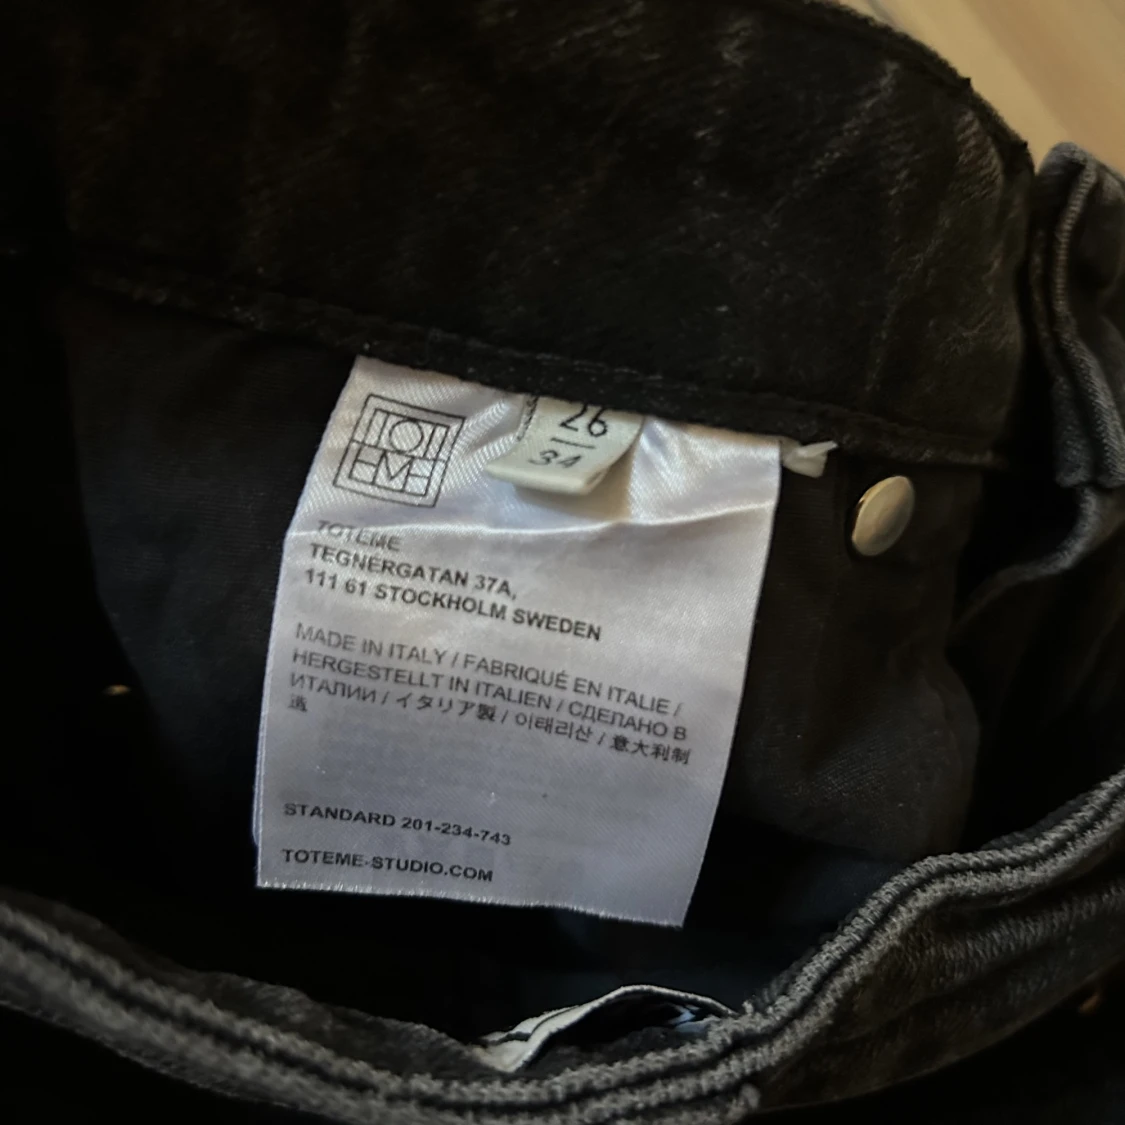 TOTEME
26
34
TOTEME
TEGNÉRGATAN 37A,
111 61 STOCKHOLM SWEDEN
MADE IN ITALY / FABRIQUÉ EN ITALIE /
HERGESTELLT IN ITALIEN / СДЕЛАНО В
ИТАЛИИ / イタリア製 / 이태리산 / 意大利制
造
STANDARD 201-234-743
TOTEME-STUDIO.COM